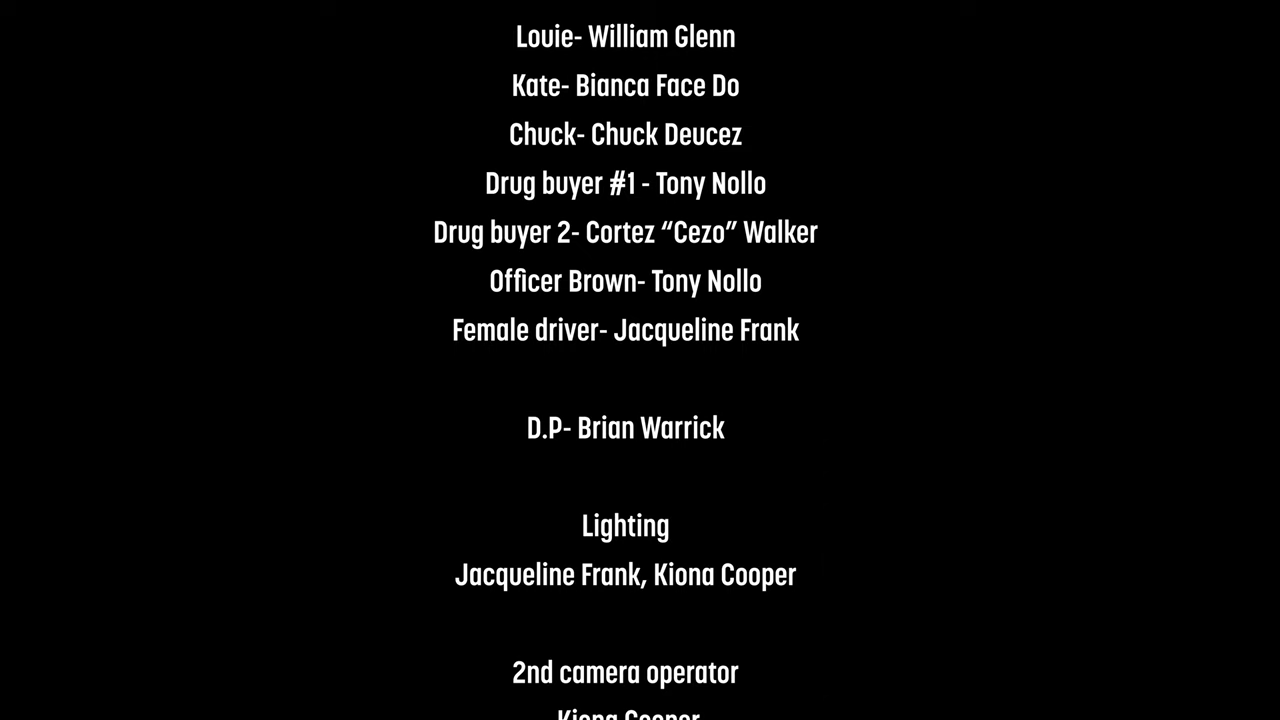 Louie- William Glenn
Kate- Bianca Face Do
Chuck- Chuck Deucez
Drug buyer #1 - Tony Nollo
Drug buyer 2- Cortez “Cezo” Walker
Officer Brown- Tony Nollo
Female driver- Jacqueline Frank
D.P- Brian Warrick
Lighting
Jacqueline Frank, Kiona Cooper
2nd camera operator
Kiona Cooper